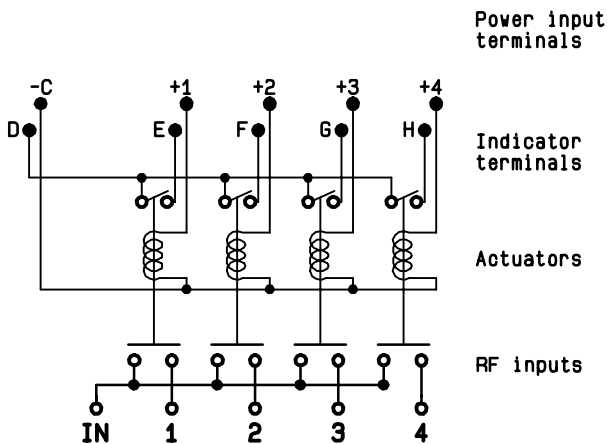 Power input
terminals
-C +1 +2 +3 +4
D E F G H
Indicator
terminals
Actuators
RF inputs
IN 1 2 3 4